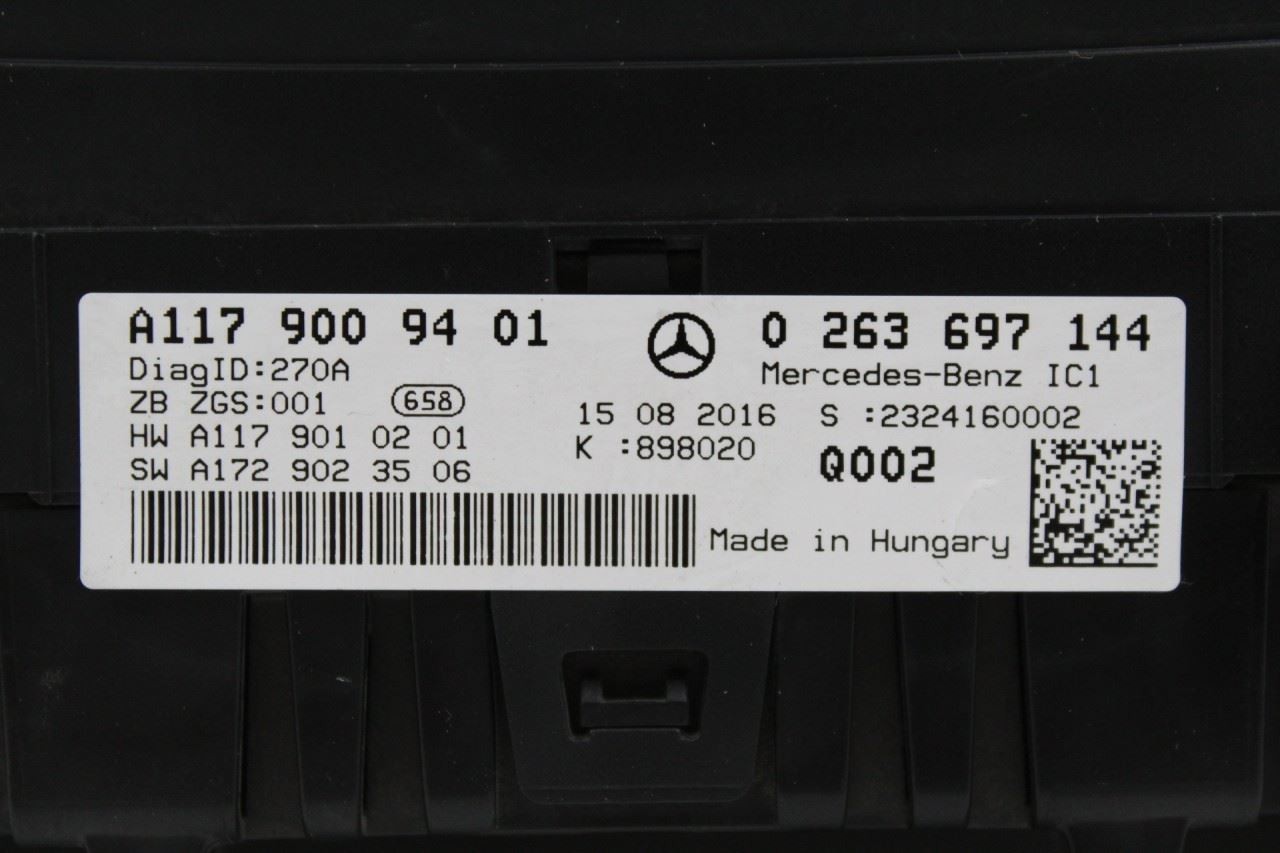 A117 900 94 01
DiagID:270A
ZB ZGS:001 658
HW A117 901 02 01
SW A172 902 35 06
0 263 697 144
Mercedes-Benz IC1
15 08 2016 S :2324160002
K :898020 Q002
Made in Hungary